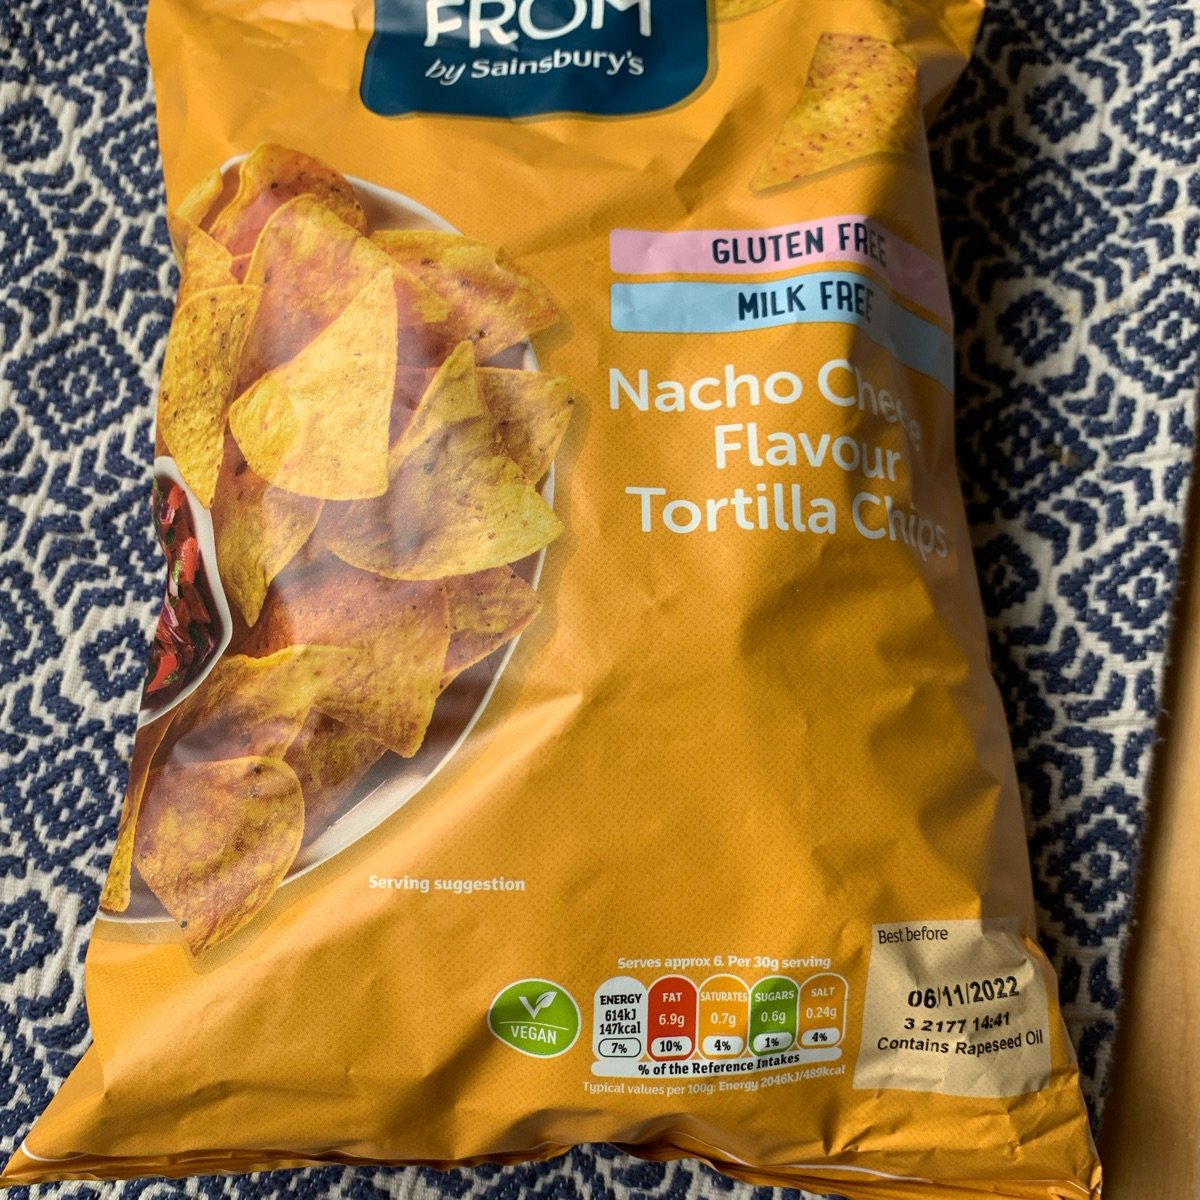 FROM
by Sainsbury's
GLUTEN FREE
MILK FREE
Nacho Cheese
Flavour
Tortilla Chips
Serving suggestion
VEGAN
Serves approx 6. Per 30g serving
ENERGY
614kJ
147kcal
7%
FAT
6.9g
10%
SATURATES
0.7g
4%
SUGARS
0.6g
1%
SALT
0.24g
4%
% of the Reference Intakes
Typical values per 100g: Energy 2046kJ/489kcal
Best before
06/11/2022
3 2177 14:41
Contains Rapeseed Oil